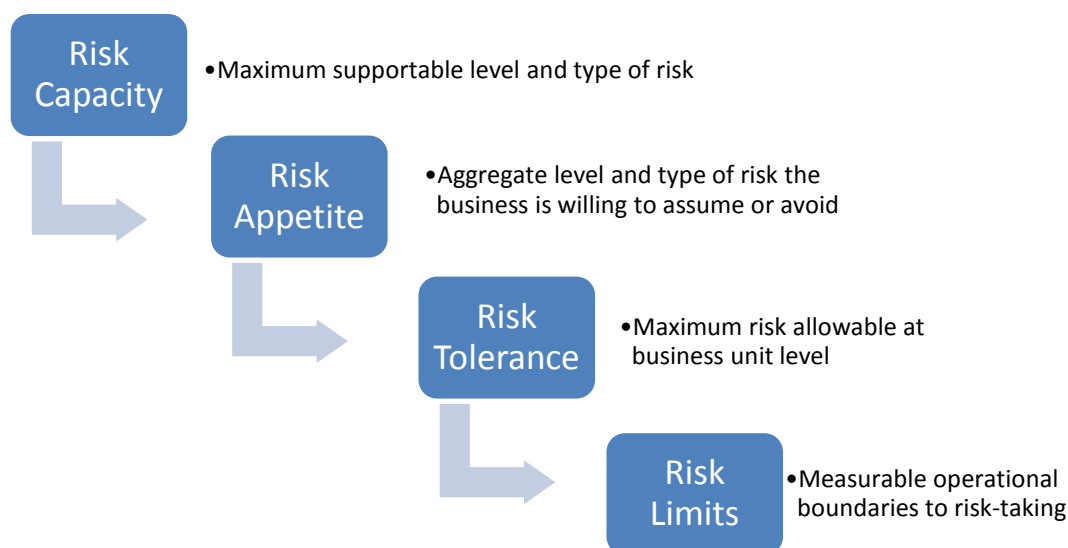 Risk
Capacity
•Maximum supportable level and type of risk
Risk
Appetite
•Aggregate level and type of risk the
business is willing to assume or avoid
Risk
Tolerance
•Maximum risk allowable at
business unit level
Risk
Limits
•Measurable operational
boundaries to risk-taking